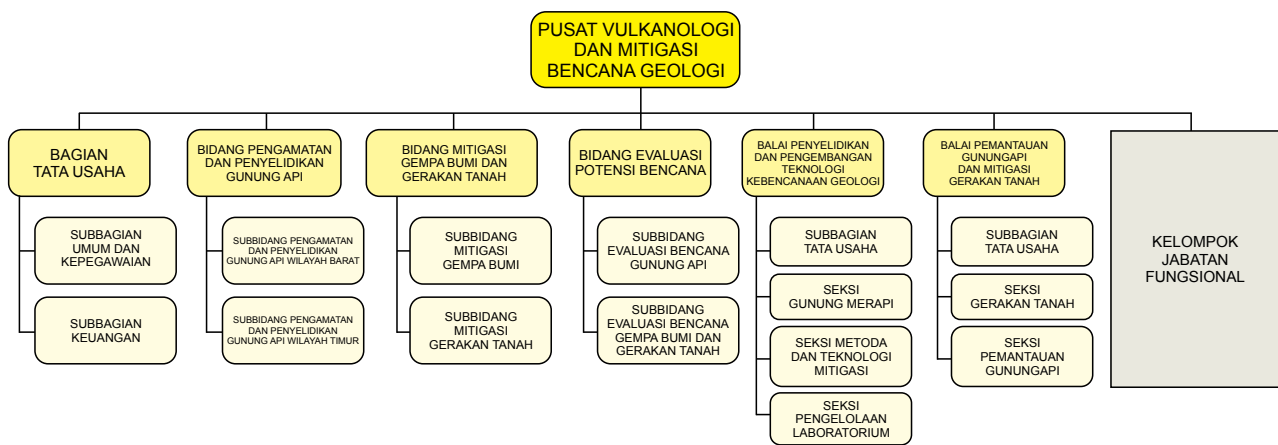 PUSAT VULKANOLOGI
DAN MITIGASI
BENCANA GEOLOGI
BAGIAN
TATA USAHA
SUBBAGIAN
UMUM DAN
KEPEGAWAIAN
SUBBAGIAN
KEUANGAN
BIDANG PENGAMATAN
DAN PENYELIDIKAN
GUNUNG API
SUBBIDANG PENGAMATAN
DAN PENYELIDIKAN
GUNUNG API WILAYAH BARAT
SUBBIDANG PENGAMATAN
DAN PENYELIDIKAN
GUNUNG API WILAYAH TIMUR
BIDANG MITIGASI
GEMPA BUMI DAN
GERAKAN TANAH
SUBBIDANG
MITIGASI
GEMPA BUMI
SUBBIDANG
MITIGASI
GERAKAN TANAH
BIDANG EVALUASI
POTENSI BENCANA
SUBBIDANG
EVALUASI BENCANA
GUNUNG API
SUBBIDANG
EVALUASI BENCANA
GEMPA BUMI DAN
GERAKAN TANAH
BALAI PENYELIDIKAN
DAN PENGEMBANGAN
TEKNOLOGI
KEBENCANAAN GEOLOGI
SUBBAGIAN
TATA USAHA
SEKSI
GUNUNG MERAPI
SEKSI METODA
DAN TEKNOLOGI
MITIGASI
SEKSI
PENGELOLAAN
LABORATORIUM
BALAI PEMANTAUAN
GUNUNGAPI
DAN MITIGASI
GERAKAN TANAH
SUBBAGIAN
TATA USAHA
SEKSI
GERAKAN TANAH
SEKSI
PEMANTAUAN
GUNUNGAPI
KELOMPOK
JABATAN
FUNGSIONAL